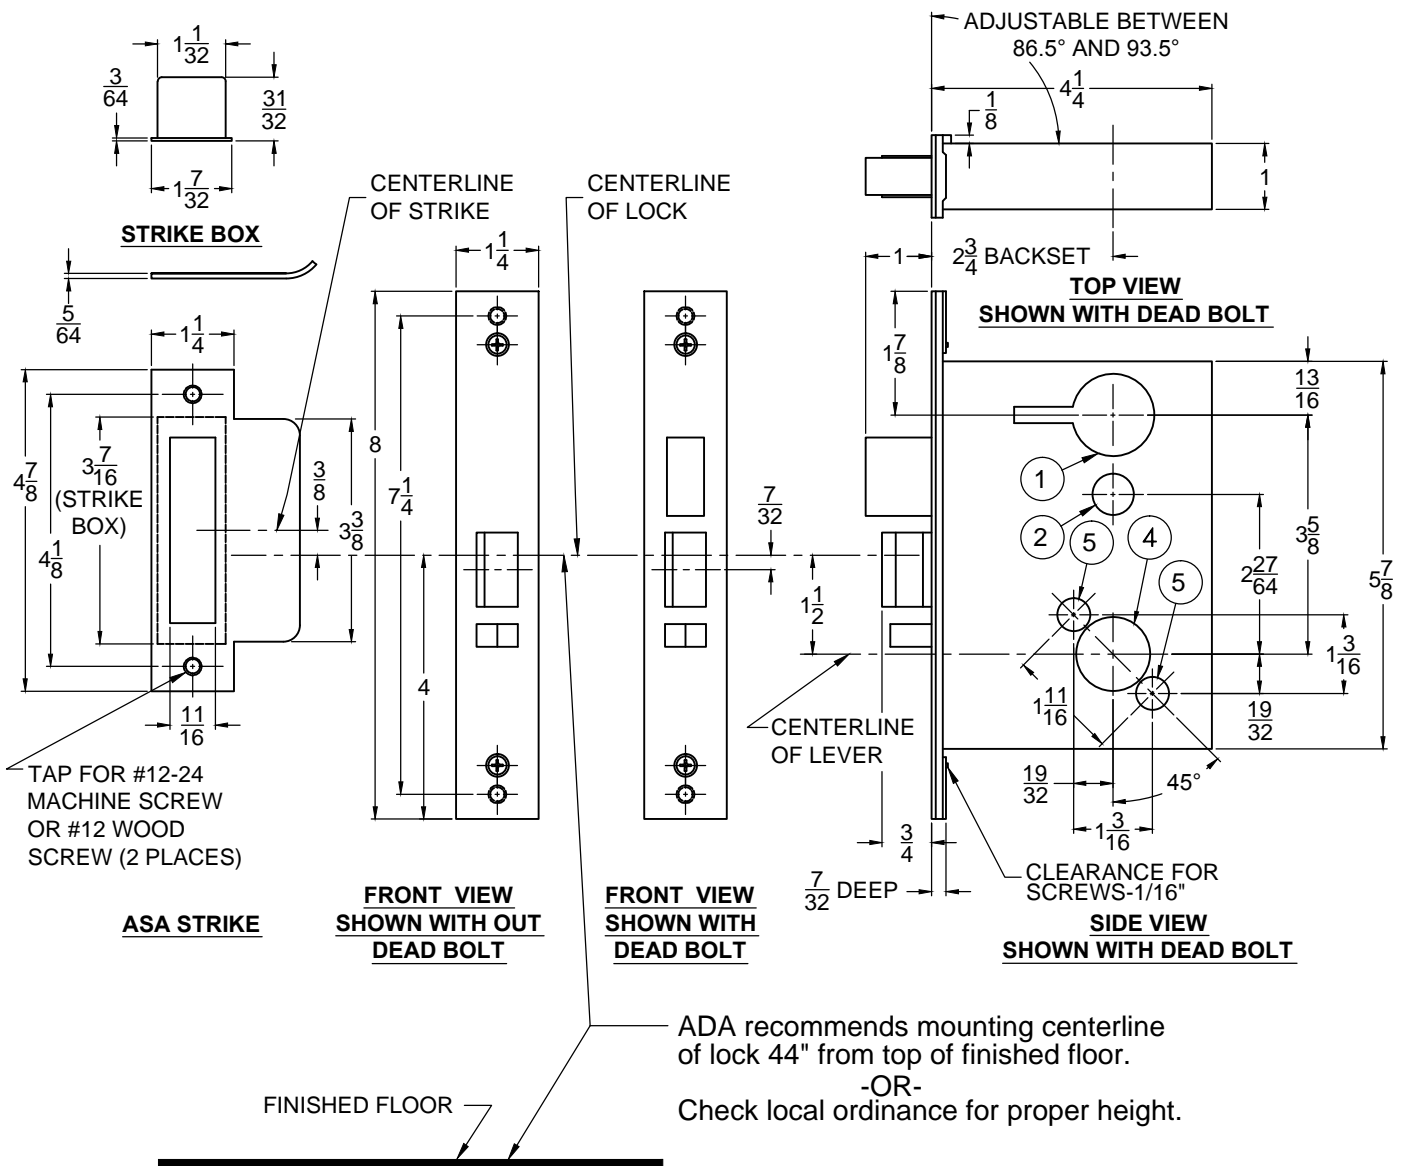 ADJUSTABLE BETWEEN
86.5° AND 93.5°
1 1/32
3/64
31/32
1 7/32
STRIKE BOX
4 1/4
1/8
1
CENTERLINE
OF STRIKE
CENTERLINE
OF LOCK
1
2 3/4 BACKSET
TOP VIEW
SHOWN WITH DEAD BOLT
5/64
1 1/4
4 7/8
4 1/8
3 7/16
(STRIKE
BOX)
3/8
3 3/8
11/16
TAP FOR #12-24
MACHINE SCREW
OR #12 WOOD
SCREW (2 PLACES)
ASA STRIKE
1 1/4
8
7 1/4
4
FRONT VIEW
SHOWN WITH OUT
DEAD BOLT
7/32
FRONT VIEW
SHOWN WITH
DEAD BOLT
1 7/8
13/16
1
2
5
4
5
3 5/8
2 27/64
5 7/8
1 1/2
1 3/16
1 11/16
19/32
CENTERLINE
OF LEVER
19/32
45°
1 3/16
3/4
7/32 DEEP
CLEARANCE FOR
SCREWS-1/16"
SIDE VIEW
SHOWN WITH DEAD BOLT
ADA recommends mounting centerline
of lock 44" from top of finished floor.
-OR-
Check local ordinance for proper height.
FINISHED FLOOR